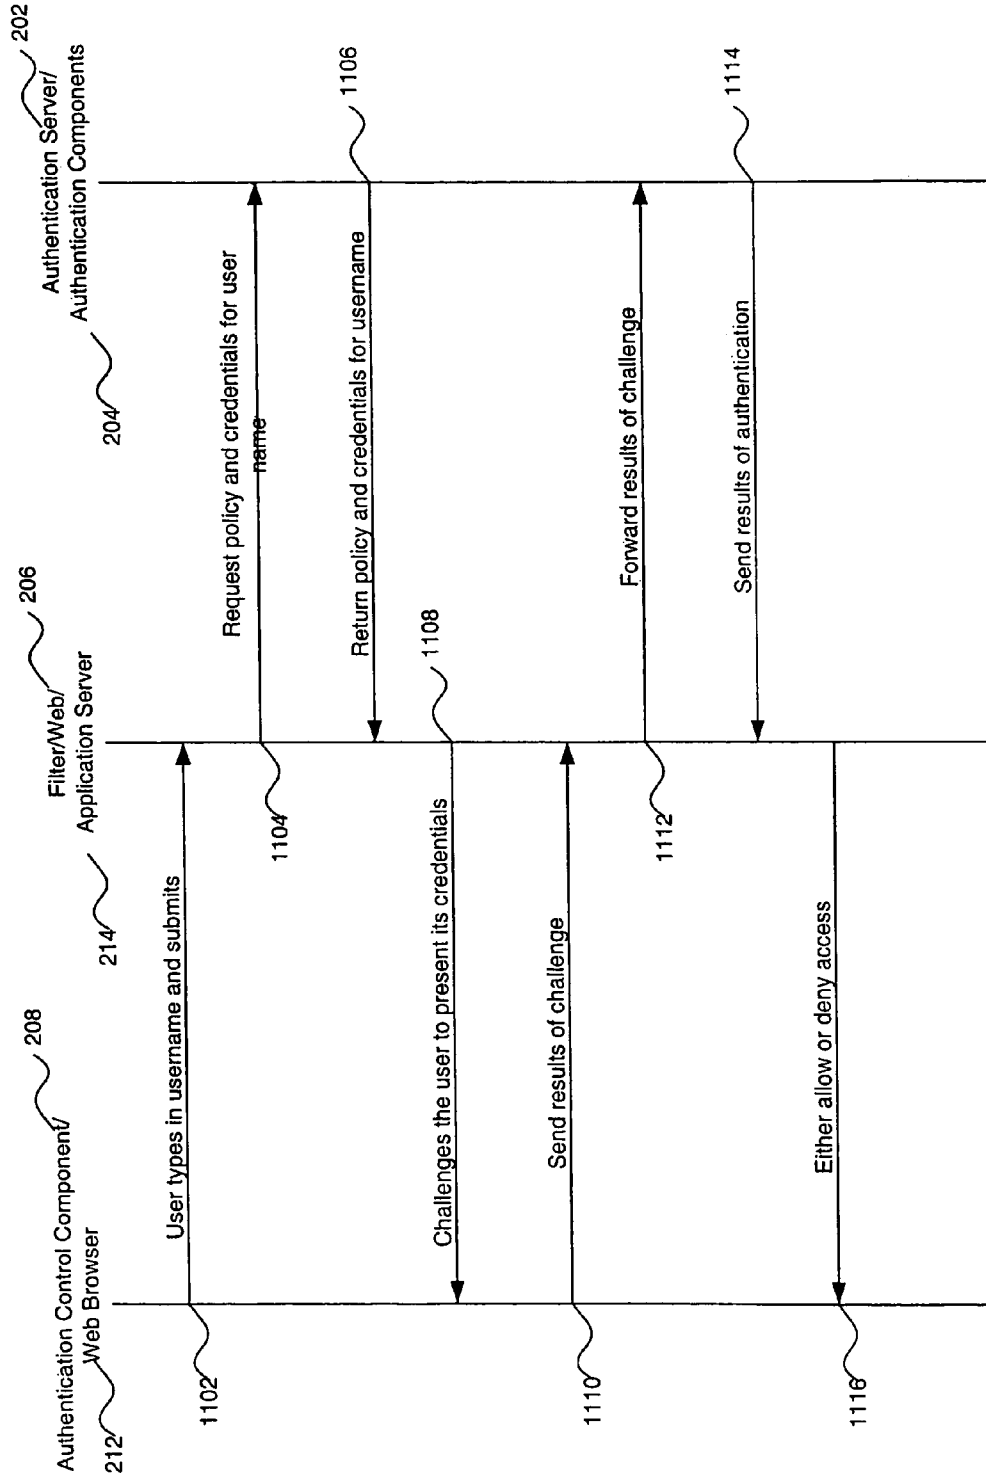 208
Authentication Control Component/
Web Browser
212
206
Filter/Web/
Application Server
214
202
Authentication Server/
Authentication Components
204
User types in username and submits
1102
Request policy and credentials for user
name
1104
Return policy and credentials for username
1106
Challenges the user to present its credentials
1108
Send results of challenge
1110
Forward results of challenge
1112
Send results of authentication
1114
Either allow or deny access
1116